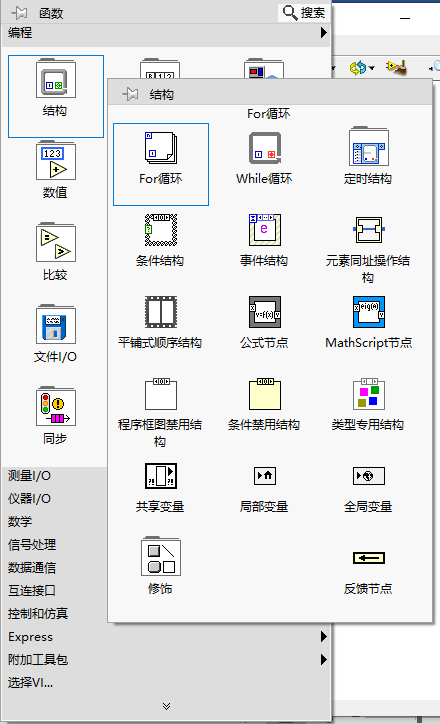 函数
搜索
编程
结构
数值
比较
文件I/O
同步
测量I/O
仪器I/O
数学
信号处理
数据通信
互连接口
控制和仿真
Express
附加工具包
选择VI...
结构
For循环
For循环
While循环
定时结构
条件结构
事件结构
元素同址操作结
构
平铺式顺序结构
公式节点
MathScript节点
程序框图禁用结
构
条件禁用结构
类型专用结构
共享变量
局部变量
全局变量
修饰
反馈节点